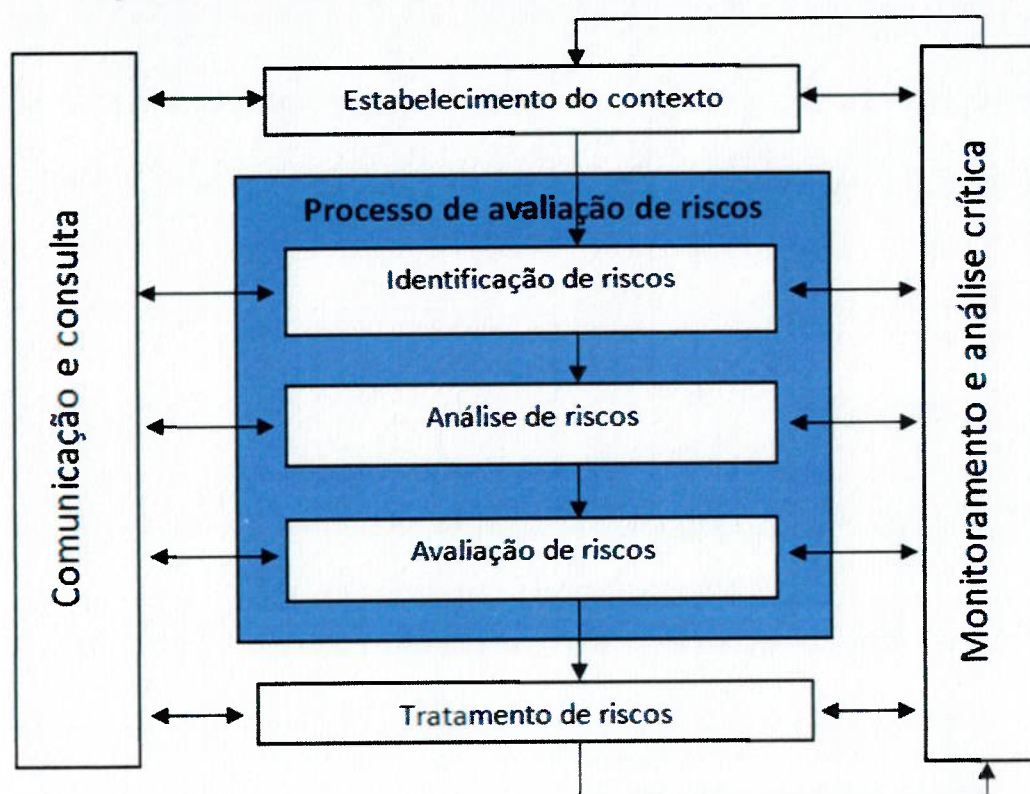 Comunicação e consulta
Estabelecimento do contexto
Processo de avaliação de riscos
Identificação de riscos
Análise de riscos
Avaliação de riscos
Tratamento de riscos
Monitoramento e análise crítica